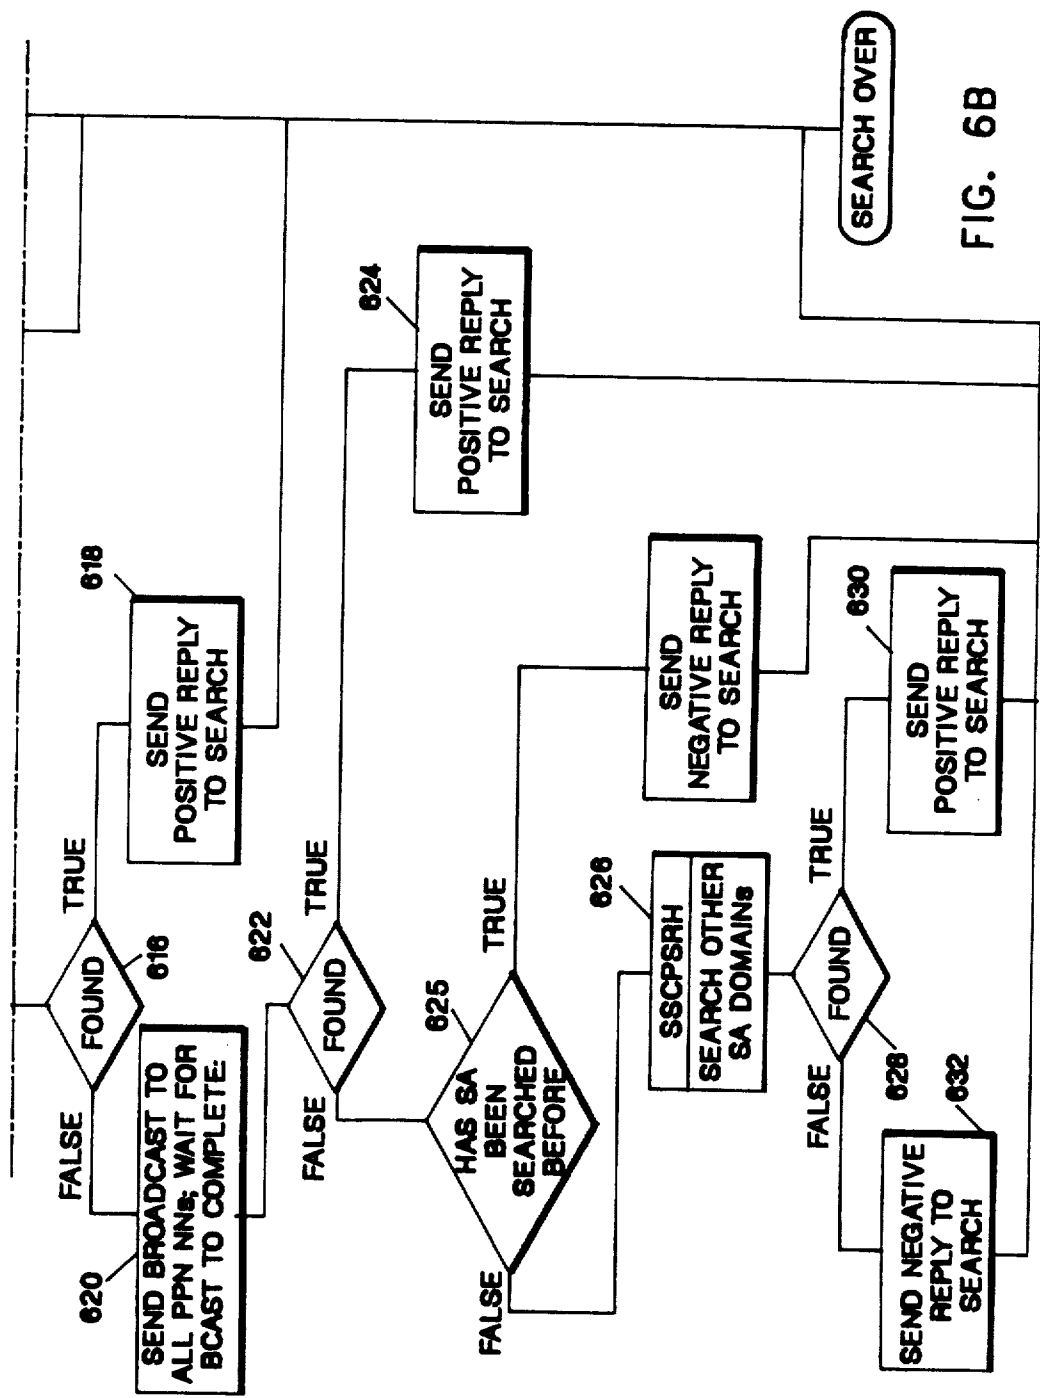 FOUND
616
TRUE
FALSE
618
SEND
POSITIVE REPLY
TO SEARCH
620
SEND BROADCAST TO
ALL PPN NNs; WAIT FOR
BCAST TO COMPLETE:
622
FOUND
TRUE
FALSE
624
SEND
POSITIVE REPLY
TO SEARCH
625
HAS SA
BEEN
SEARCHED
BEFORE
TRUE
FALSE
SEND
NEGATIVE REPLY
TO SEARCH
626
SSCPSRH
SEARCH OTHER
SA DOMAINs
FOUND
628
TRUE
FALSE
630
SEND
POSITIVE REPLY
TO SEARCH
632
SEND NEGATIVE
REPLY TO
SEARCH
SEARCH OVER
FIG. 6B